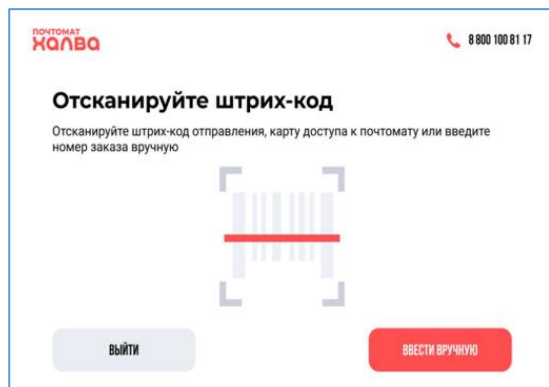 ПОЧТОМАТ
ХАЛВА
8 800 100 81 17
Отсканируйте штрих-код
Отсканируйте штрих-код отправления, карту доступа к почтомату или введите
номер заказа вручную
ВЫЙТИ
ВВЕСТИ ВРУЧНУЮ